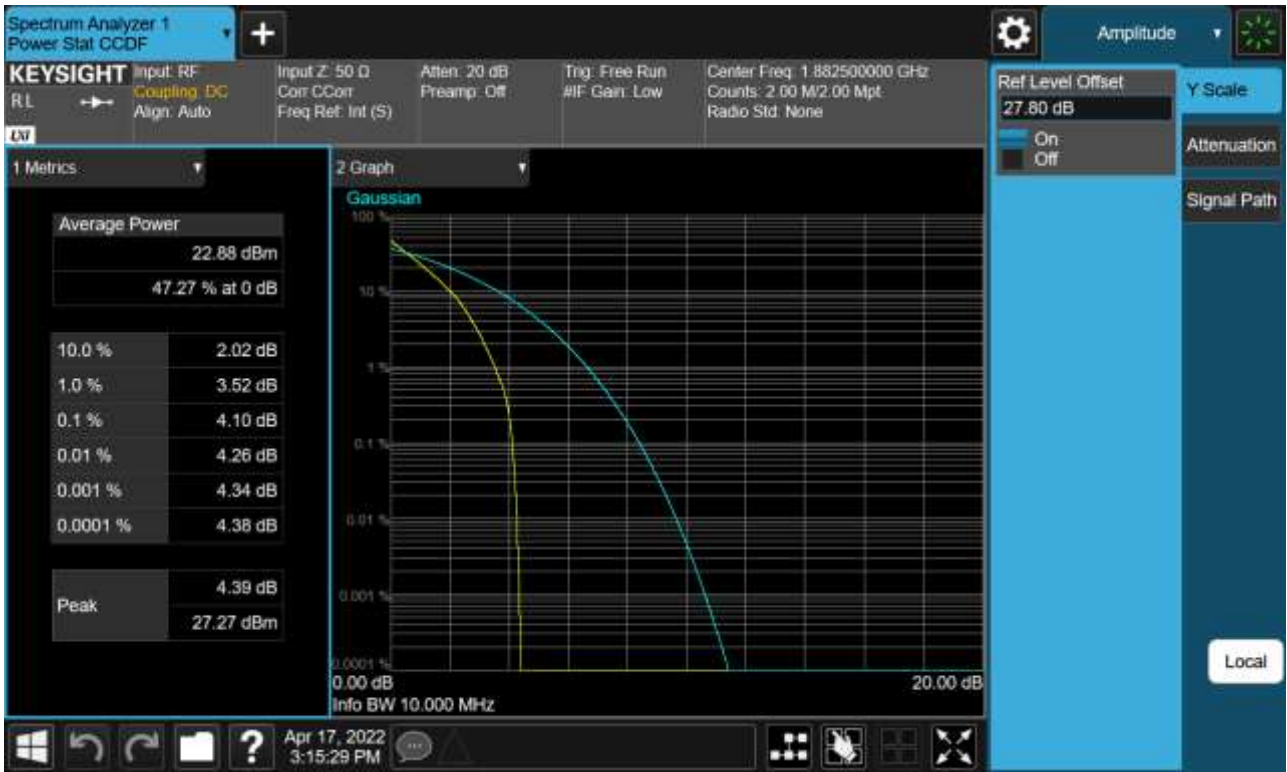 Spectrum Analyzer 1
Power Stat CCDF
+
Amplitude
KEYSIGHT
RL
LXI
Input: RF
Coupling: DC
Align: Auto
Input Z: 50 Ω
Corr CCorr
Freq Ref: Int (S)
Atten: 20 dB
Preamp: Off
Trig: Free Run
#IF Gain: Low
Center Freq: 1.882500000 GHz
Counts: 2.00 M/2.00 Mpt
Radio Std: None
Ref Level Offset
27.80 dB
On
Off
Y Scale
Attenuation
Signal Path
1 Metrics
Average Power
22.88 dBm
47.27 % at 0 dB
10.0 % 2.02 dB
1.0 % 3.52 dB
0.1 % 4.10 dB
0.01 % 4.26 dB
0.001 % 4.34 dB
0.0001 % 4.38 dB
Peak 4.39 dB
27.27 dBm
2 Graph
Gaussian
100 %
10 %
1 %
0.1 %
0.01 %
0.001 %
0.0001 %
0.00 dB 20.00 dB
Info BW 10.000 MHz
Local
?
Apr 17, 2022
3:15:29 PM